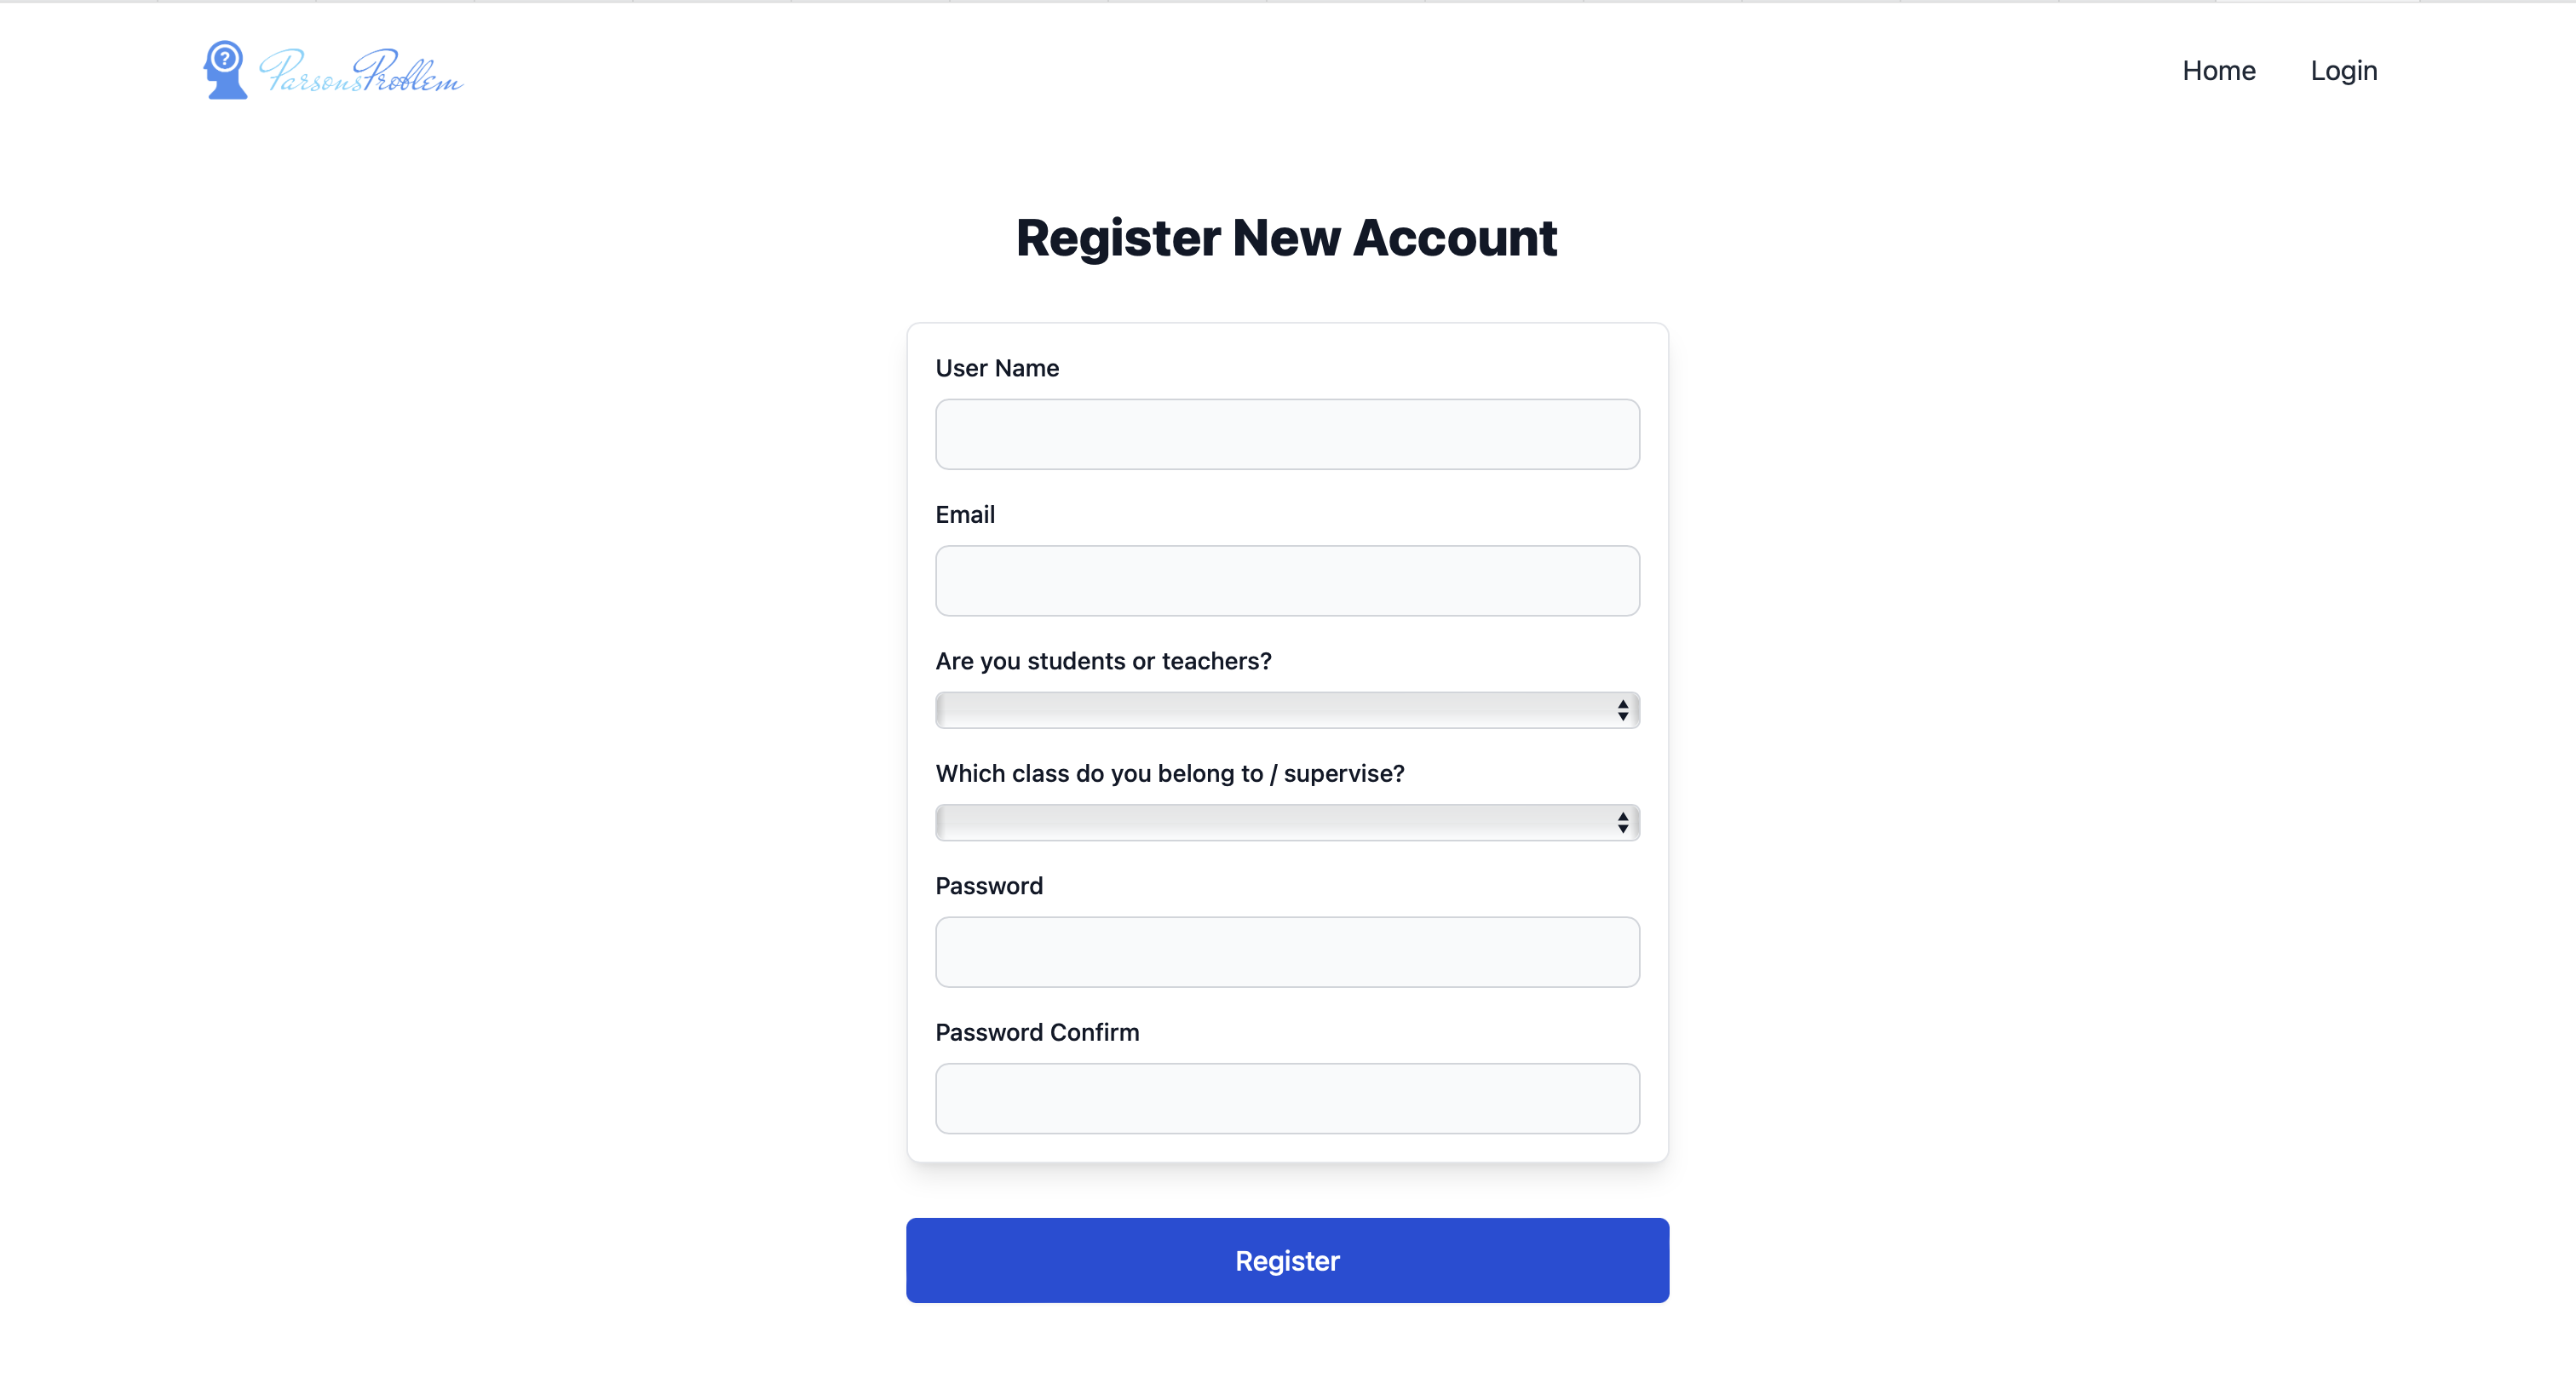 ?
ParsonsProblem
Home
Login
Register New Account
User Name
Email
Are you students or teachers?
Which class do you belong to / supervise?
Password
Password Confirm
Register